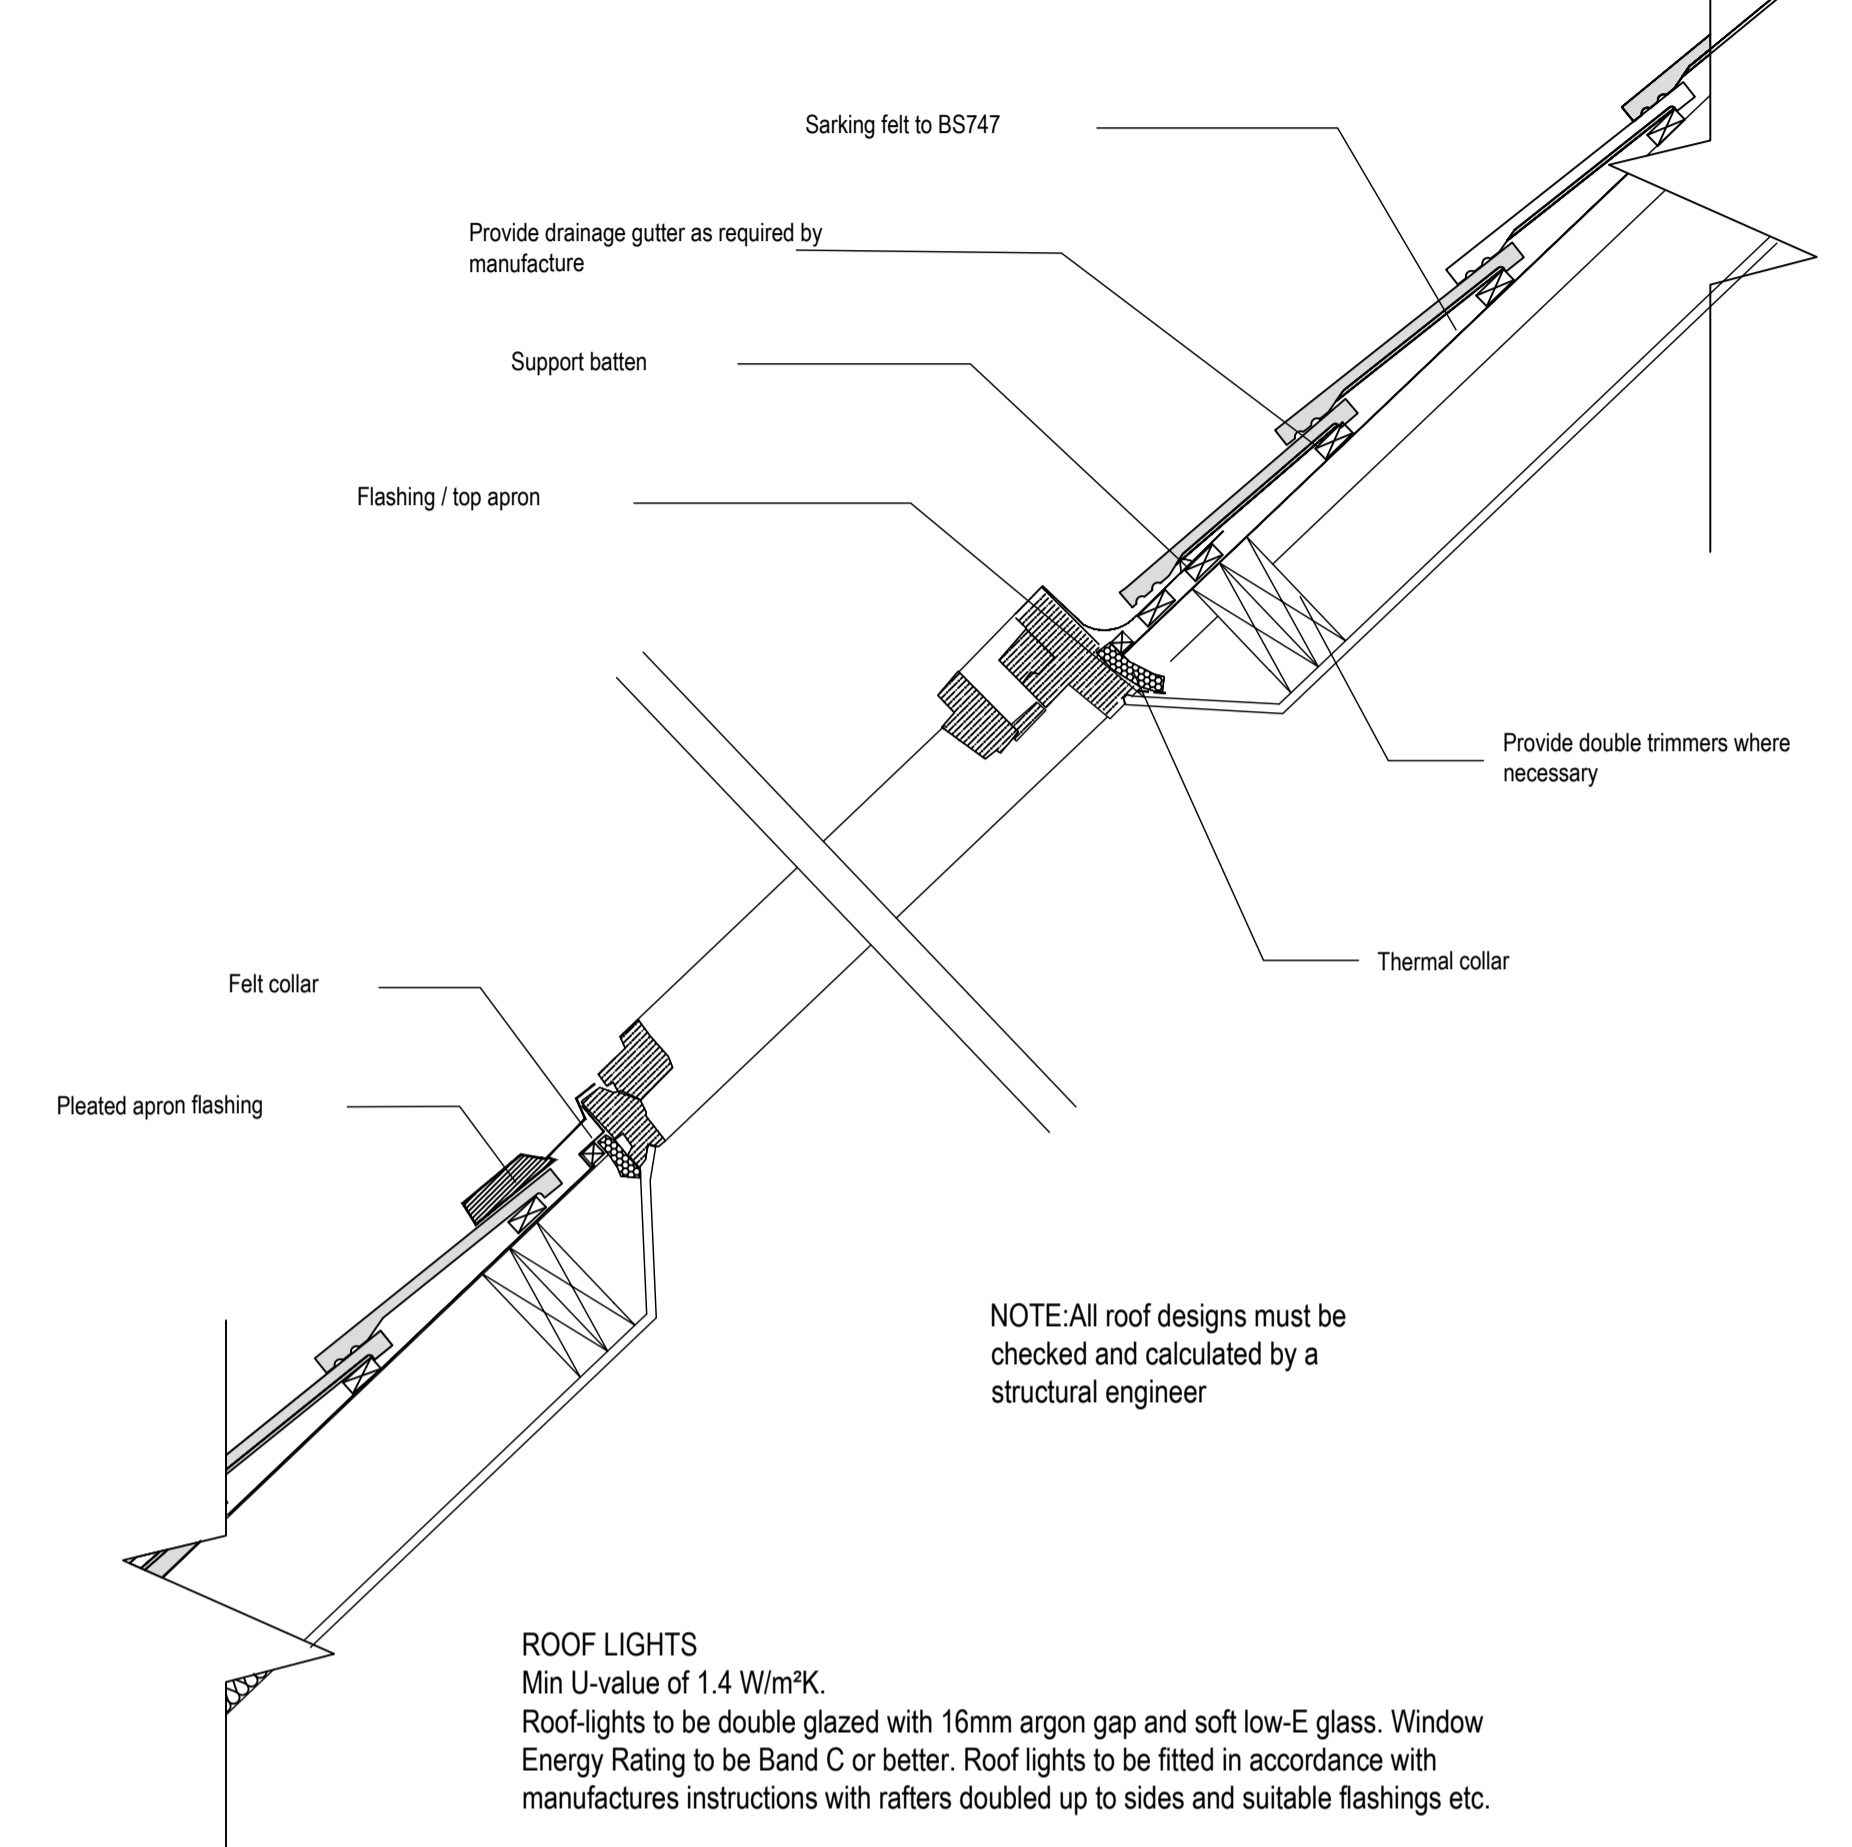 Sarking felt to BS747
Provide drainage gutter as required by
manufacture
Support batten
Flashing / top apron
Provide double trimmers where
necessary
Thermal collar
Felt collar
Pleated apron flashing
NOTE:All roof designs must be
checked and calculated by a
structural engineer
ROOF LIGHTS
Min U-value of 1.4 W/m²K.
Roof-lights to be double glazed with 16mm argon gap and soft low-E glass. Window
Energy Rating to be Band C or better. Roof lights to be fitted in accordance with
manufactures instructions with rafters doubled up to sides and suitable flashings etc.